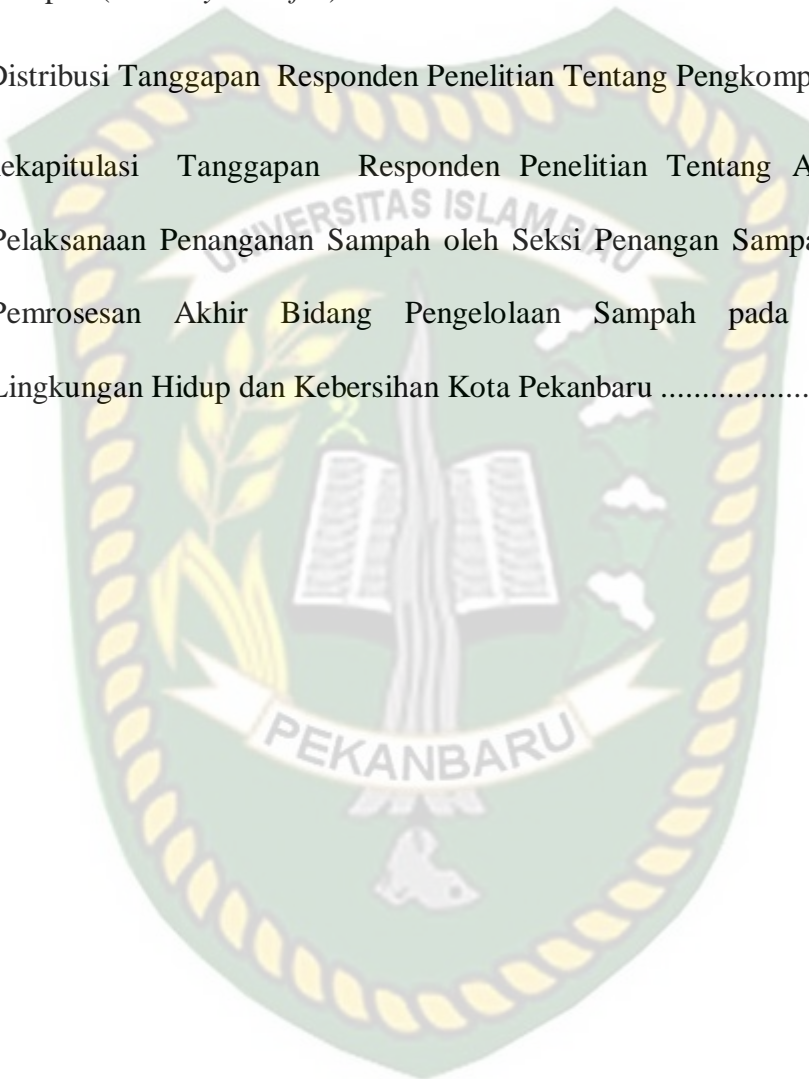 Distribusi Tanggapan Responden Penelitian Tentang Pengkomp
ekapitulasi Tanggapan Responden Penelitian Tentang A
Pelaksanaan Penanganan Sampah oleh Seksi Penangan Sampa
Pemrosesan Akhir Bidang Pengelolaan Sampah pada
Lingkungan Hidup dan Kebersihan Kota Pekanbaru ..................
UNIVERSITAS ISLAM RIAU
PEKANBARU